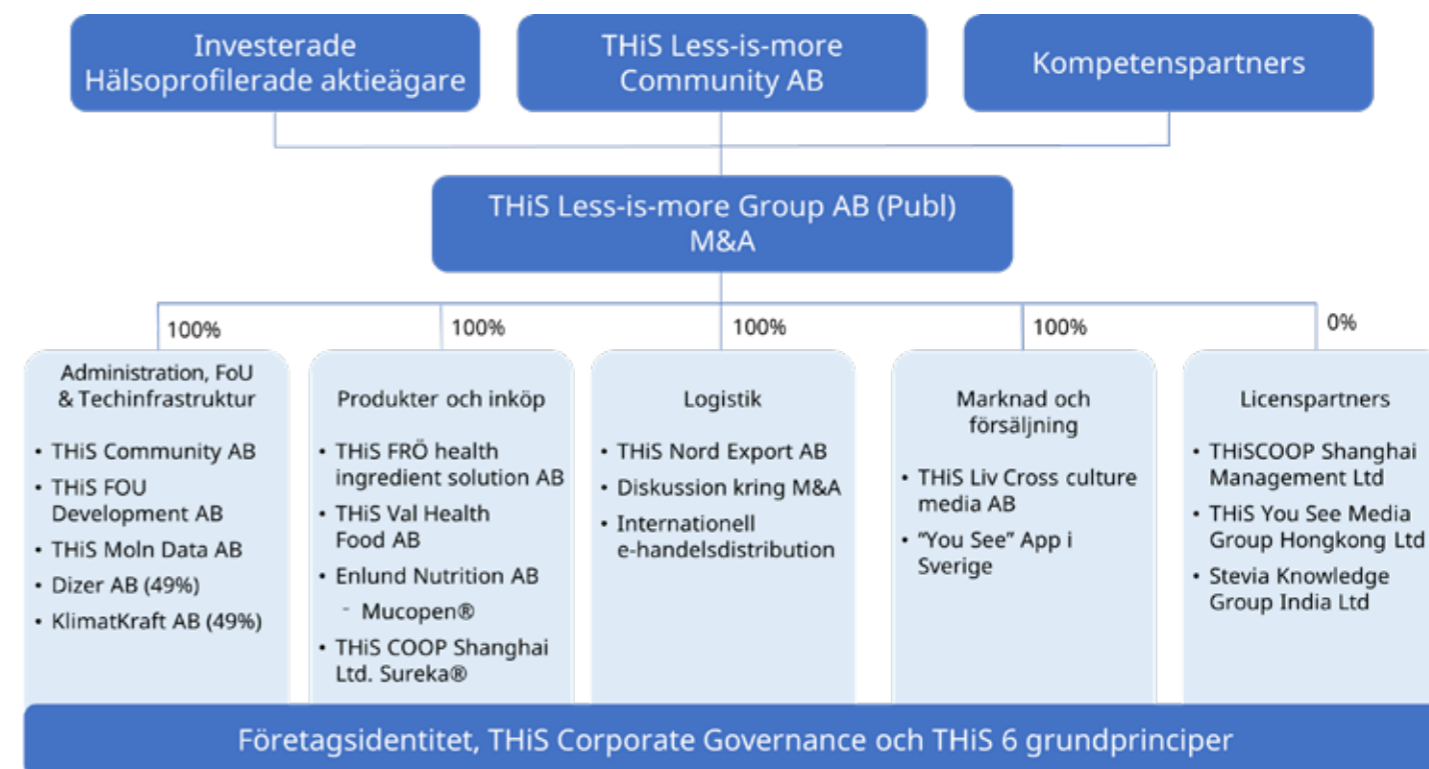 Investerade
Hälsoprofilerade aktieägare
THiS Less-is-more
Community AB
Kompetenspartners
THiS Less-is-more Group AB (Publ)
M&A
100%
100%
100%
100%
0%
Administration, FoU
& Techinfrastruktur
• THiS Community AB
• THiS FOU
Development AB
• THiS Moln Data AB
• Dizer AB (49%)
• KlimatKraft AB (49%)
Produkter och inköp
• THiS FRÖ health
ingredient solution AB
• THiS Val Health
Food AB
• Enlund Nutrition AB
- Mucopen®
• THiS COOP Shanghai
Ltd. Sureka®
Logistik
• THiS Nord Export AB
• Diskussion kring M&A
• Internationell
e-handelsdistribution
Marknad och
försäljning
• THiS Liv Cross culture
media AB
• "You See" App i
Sverige
Licenspartners
• THiSCOOP Shanghai
Management Ltd
• THiS You See Media
Group Hongkong Ltd
• Stevia Knowledge
Group India Ltd
Företagsidentitet, THiS Corporate Governance och THiS 6 grundprinciper